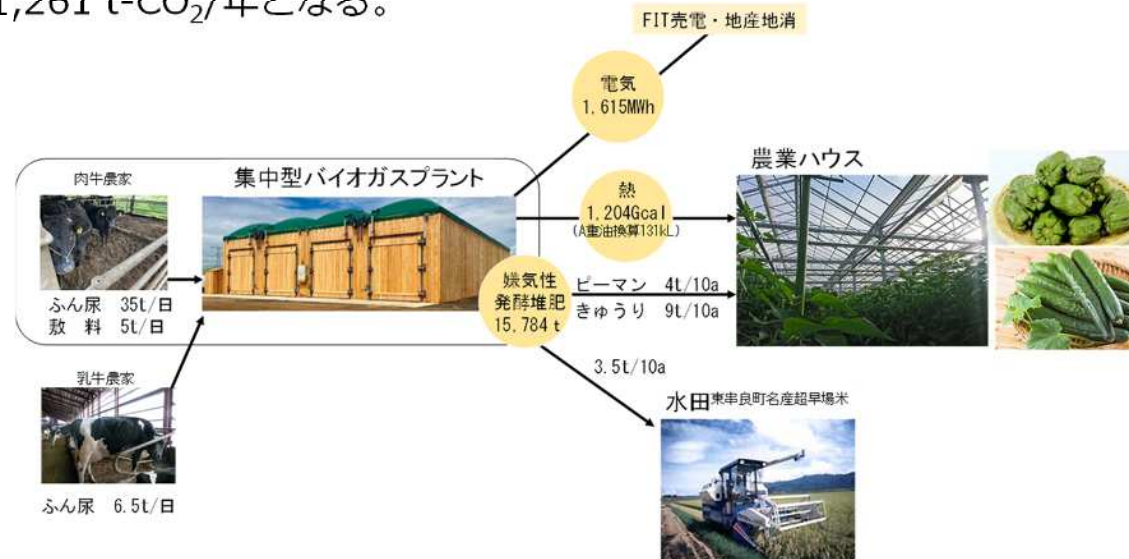 1,261 t-CO₂/年となる。
FIT売電・地産地消
電気
1,615MWh
肉牛農家
集中型バイオガスプラント
農業ハウス
熱
1,204Gcal
(A重油換算131kL)
ふん尿 35t/日
敷 料 5t/日
嫌気性
発酵堆肥
15,784 t
ピーマン 4t/10a
きゅうり 9t/10a
3.5t/10a
乳牛農家
水田東串良町名産超早場米
ふん尿 6.5t/日